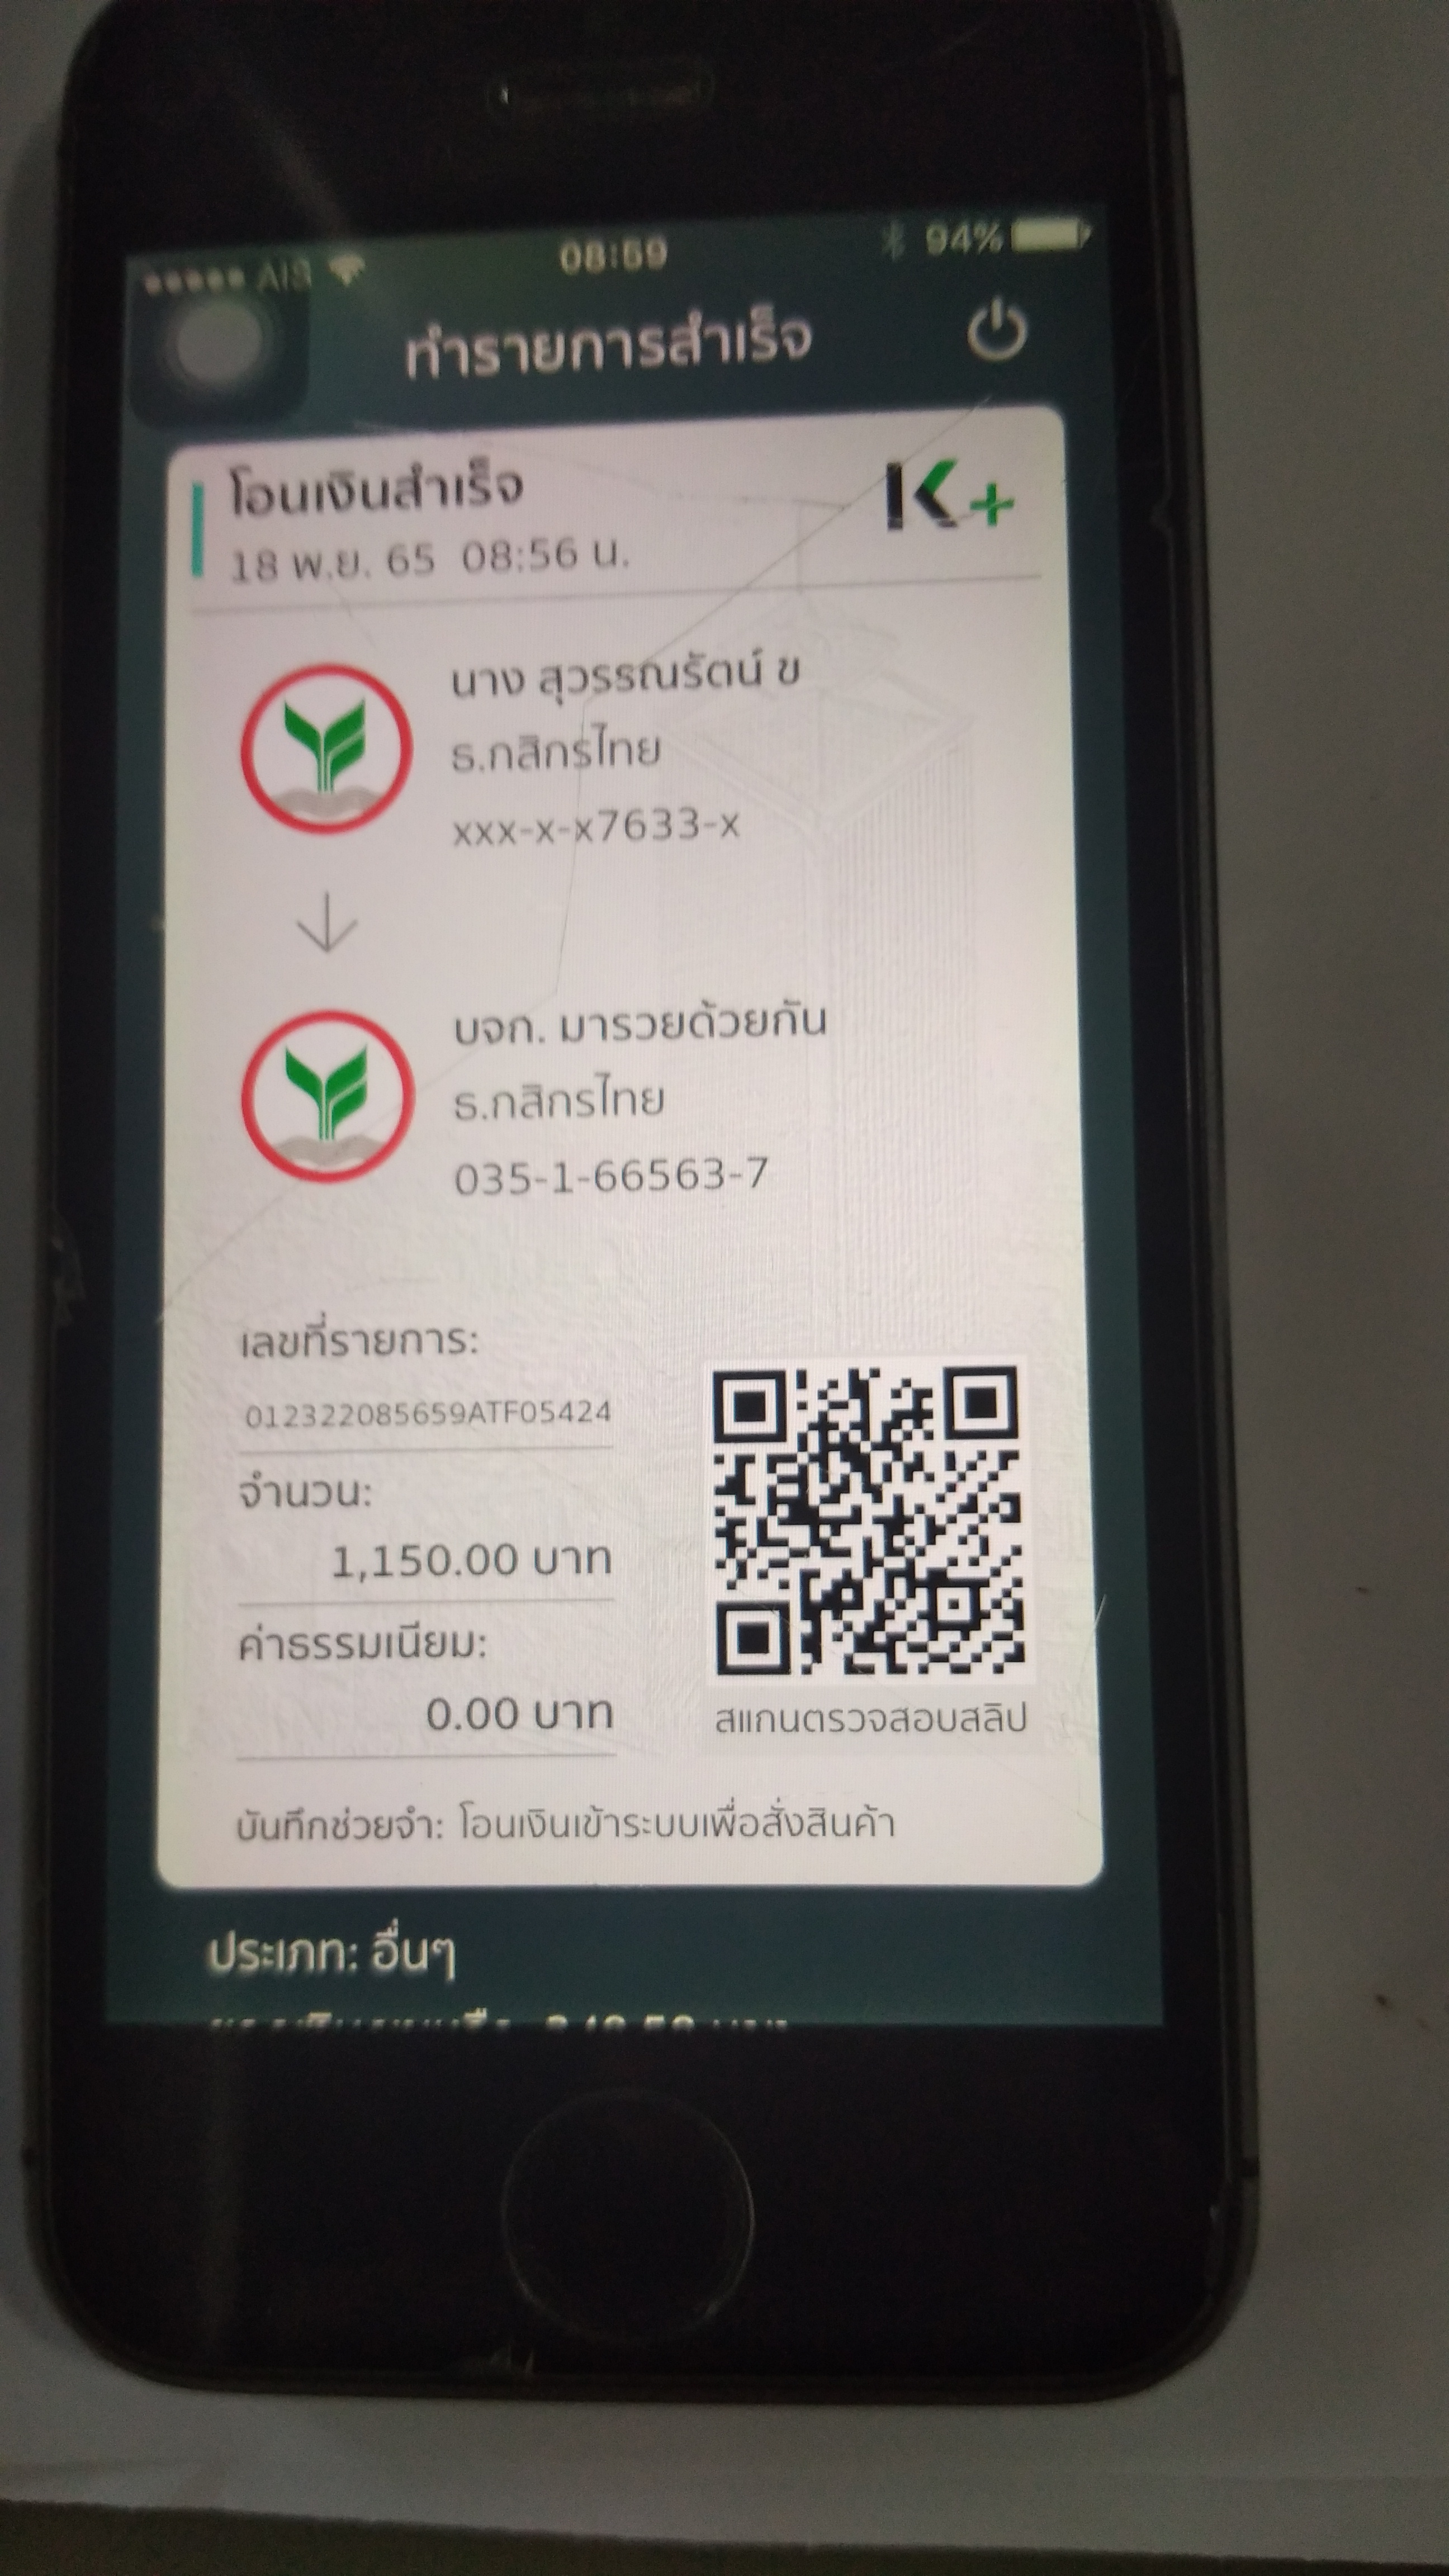 AIS 08:59 94%
ทำรายการสำเร็จ
โอนเงินสำเร็จ
K+
18 พ.ย. 65 08:56 น.
นาง สุวรรณรัตน์ ข
ธ.กสิกรไทย
xxx-x-x7633-x
บจก. มารวยด้วยกัน
ธ.กสิกรไทย
035-1-66563-7
เลขที่รายการ:
012322085659ATF05424
จำนวน:
1,150.00 บาท
ค่าธรรมเนียม:
0.00 บาท
สแกนตรวจสอบสลิป
บันทึกช่วยจำ: โอนเงินเข้าระบบเพื่อสั่งสินค้า
ประเภท: อื่นๆ